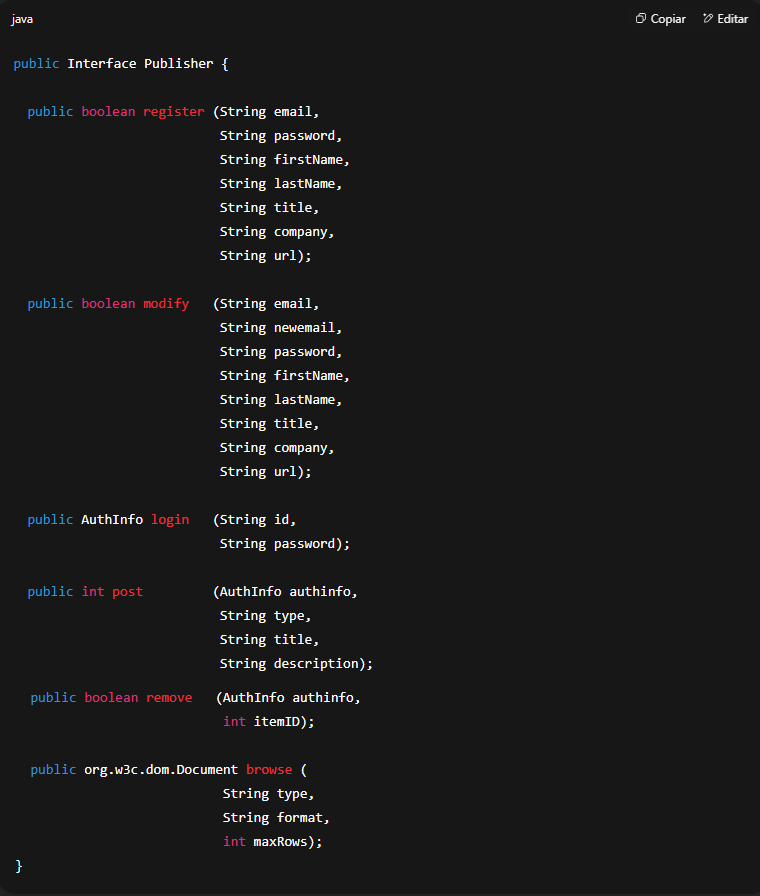 java
Copiar
Editar
public Interface Publisher {
public boolean register (String email,
String password,
String firstName,
String lastName,
String title,
String company,
String url);
public boolean modify (String email,
String newemail,
String password,
String firstName,
String lastName,
String title,
String company,
String url);
public AuthInfo login (String id,
String password);
public int post (AuthInfo authinfo,
String type,
String title,
String description);
public boolean remove (AuthInfo authinfo,
int itemID);
public org.w3c.dom.Document browse (
String type,
String format,
int maxRows);
}